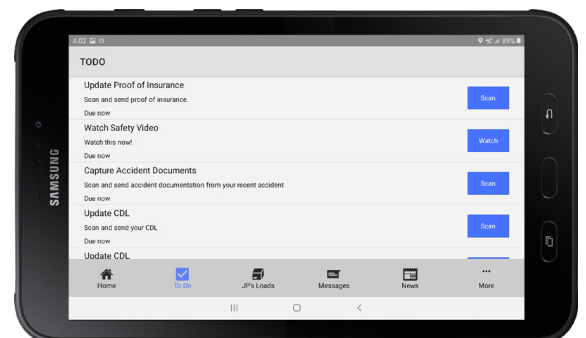 4:02
89%
TODO
Update Proof of Insurance
Scan and send proof of insurance.
Due now
Scan
Watch Safety Video
Watch this now!
Due now
Watch
Capture Accident Documents
Scan and send accident documentation from your recent accident
Due now
Scan
Update CDL
Scan and send your CDL
Due now
Scan
Update CDL
Home
To Do
JP's Loads
Messages
News
More
SAMSUNG